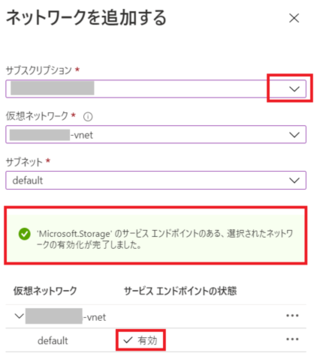 ネットワークを追加する
サブスクリプション *
仮想ネットワーク *
-vnet
サブネット *
default
'Microsoft.Storage' のサービス エンドポイントのある、選択されたネットワ
ークの有効化が完了しました。
仮想ネットワーク サービス エンドポイントの状態
-vnet
default 有効